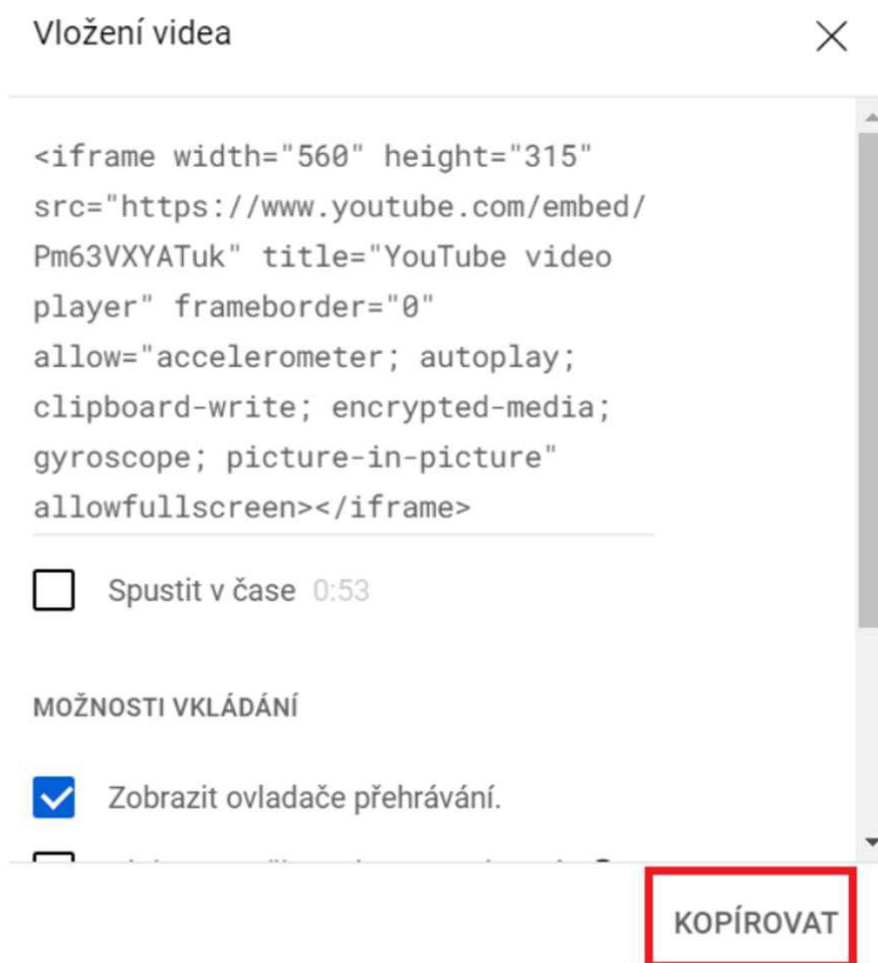 Vložení videa
<iframe width="560" height="315"
src="https://www.youtube.com/embed/
Pm63VXYATuk" title="YouTube video
player" frameborder="0"
allow="accelerometer; autoplay;
clipboard-write; encrypted-media;
gyroscope; picture-in-picture"
allowfullscreen></iframe>
Spustit v čase 0:53
MOŽNOSTI VKLÁDÁNÍ
Zobrazit ovladače přehrávání.
KOPÍROVAT